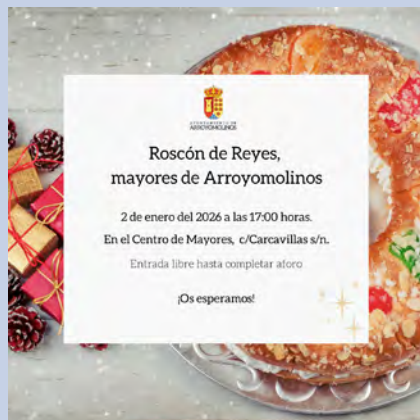 AYUNTAMIENTO DE
ARROYOMOLINOS
Roscón de Reyes,
mayores de Arroyomolinos
2 de enero del 2026 a las 17:00 horas.
En el Centro de Mayores, c/Carcavillas s/n.
Entrada libre hasta completar aforo
¡Os esperamos!